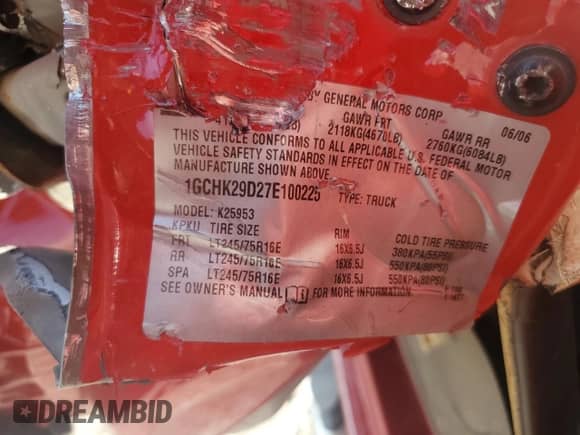 BY GENERAL MOTORS CORP
06/06
GAWR FRT GAWR RR
2118KG(4670LB) 2760KG(6084LB)
THIS VEHICLE CONFORMS TO ALL APPLICABLE U.S. FEDERAL MOTOR
VEHICLE SAFETY STANDARDS IN EFFECT ON THE DATE OF
MANUFACTURE SHOWN ABOVE.
1GCHK29D27E100225 TYPE: TRUCK
MODEL: K25953
KPKU TIRE SIZE RIM COLD TIRE PRESSURE
FRT LT245/75R16E 16X6.5J 380KPA(55PSI)
RR LT245/75R16E 16X6.5J 550KPA(80PSI)
SPA LT245/75R16E 16X6.5J 550KPA(80PSI)
SEE OWNER'S MANUAL FOR MORE INFORMATION
DREAMBID